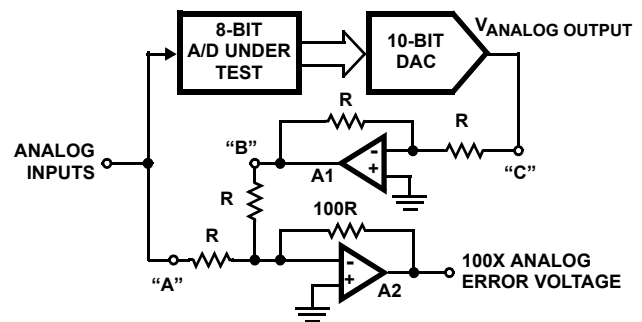 8-BIT
A/D UNDER
TEST
10-BIT
DAC
VANALOG OUTPUT
R
R
“B”
-
+
A1
“C”
ANALOG
INPUTS
R
100R
R
“A”
-
+
A2
100X ANALOG
ERROR VOLTAGE